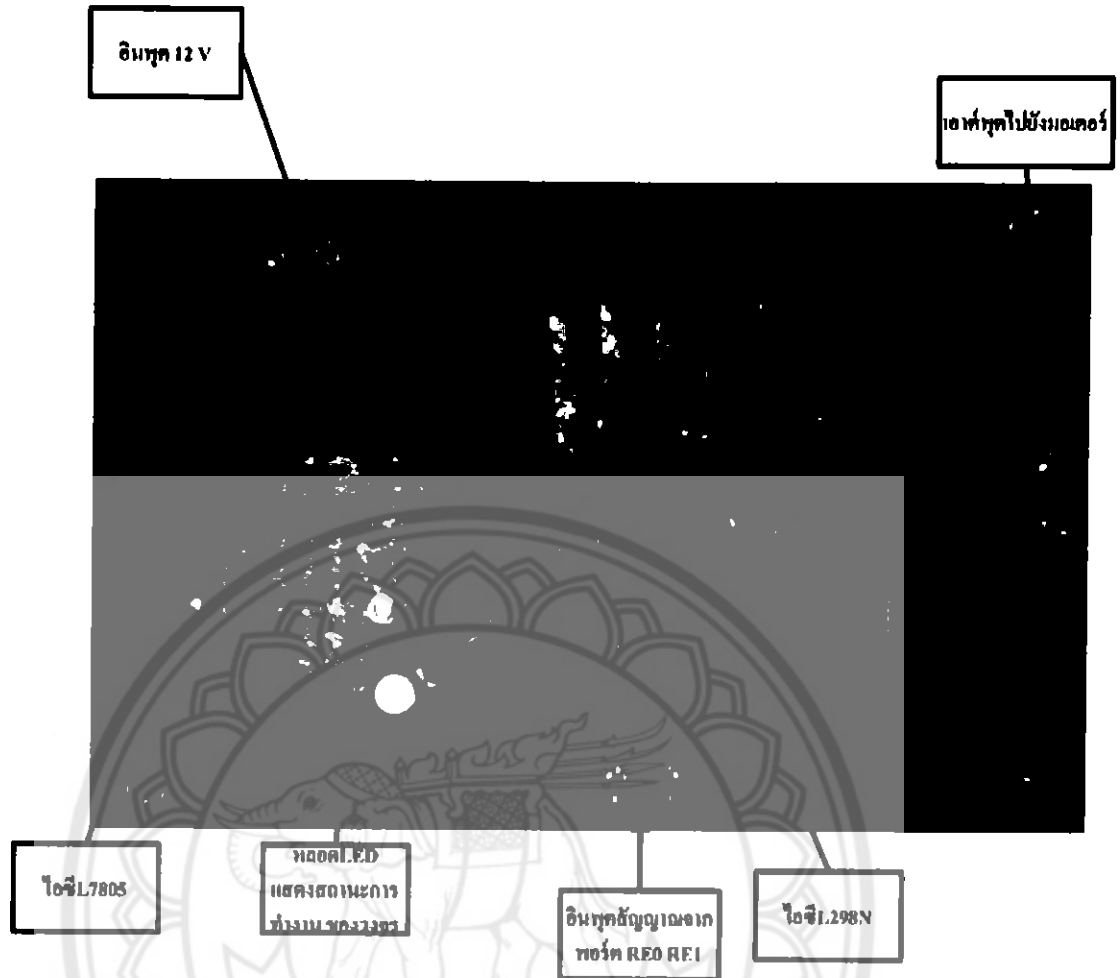 อินพุต 12 V
เอาต์พุตไปยังมอเตอร์
ไอซีL7805
หลอดLED
แสดงสถานะการ
ทำงานของวงจร
อินพุตสัญญาณจาก
พอร์ต RE0 RE1
ไอซีL298N